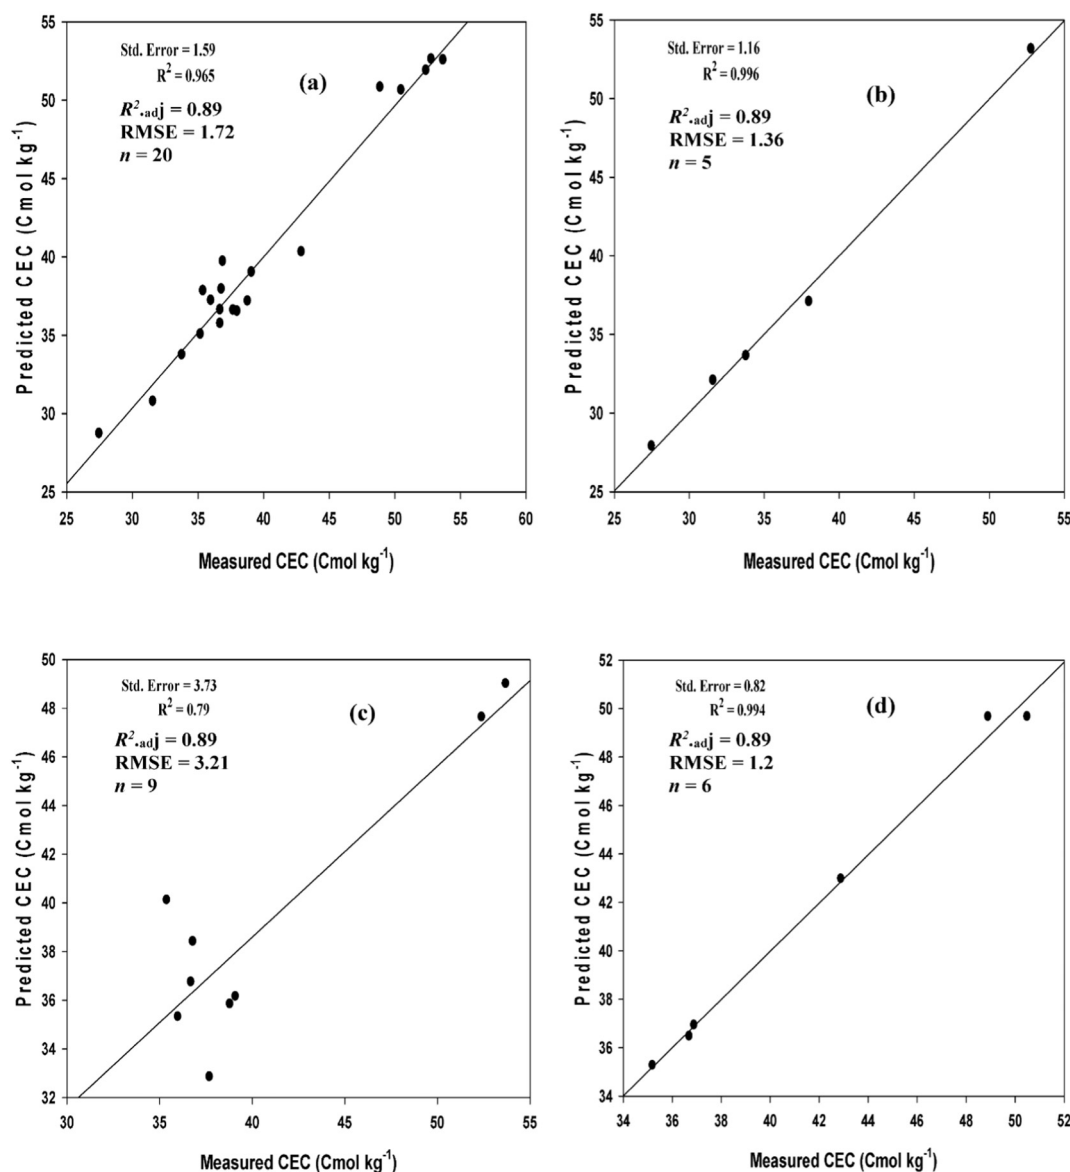 Std. Error = 1.59
R² = 0.965
(a)
R².adj = 0.89
RMSE = 1.72
n = 20
Predicted CEC (Cmol kg⁻¹)
55
50
45
40
35
30
25
25 30 35 40 45 50 55 60
Measured CEC (Cmol kg⁻¹)
Std. Error = 1.16
R² = 0.996
(b)
R².adj = 0.89
RMSE = 1.36
n = 5
Predicted CEC (Cmol kg⁻¹)
55
50
45
40
35
30
25
25 30 35 40 45 50 55
Measured CEC (Cmol kg⁻¹)
Std. Error = 3.73
R² = 0.79
(c)
R².adj = 0.89
RMSE = 3.21
n = 9
Predicted CEC (Cmol kg⁻¹)
50
48
46
44
42
40
38
36
34
32
30 35 40 45 50 55
Measured CEC (Cmol kg⁻¹)
Std. Error = 0.82
R² = 0.994
(d)
R².adj = 0.89
RMSE = 1.2
n = 6
Predicted CEC (Cmol kg⁻¹)
52
50
48
46
44
42
40
38
36
34
34 36 38 40 42 44 46 48 50 52
Measured CEC (Cmol kg⁻¹)